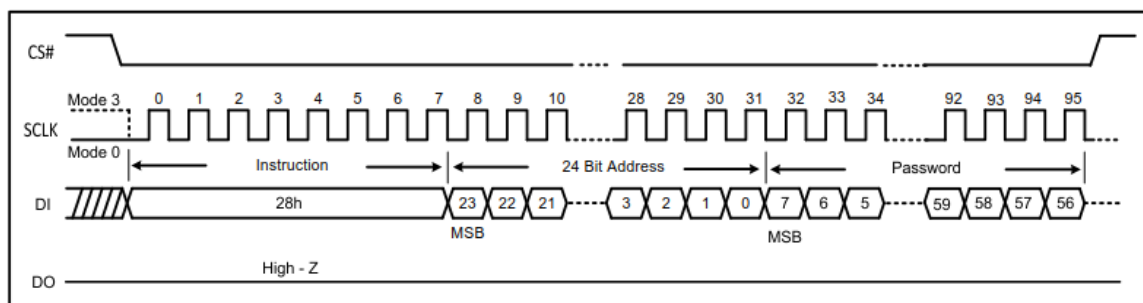 CS#
Mode 3 0 1 2 3 4 5 6 7 8 9 10 28 29 30 31 32 33 34 92 93 94 95
SCLK
Mode 0
Instruction 24 Bit Address Password
DI 28h 23 22 21 3 2 1 0 7 6 5 59 58 57 56
MSB MSB
High - Z
DO